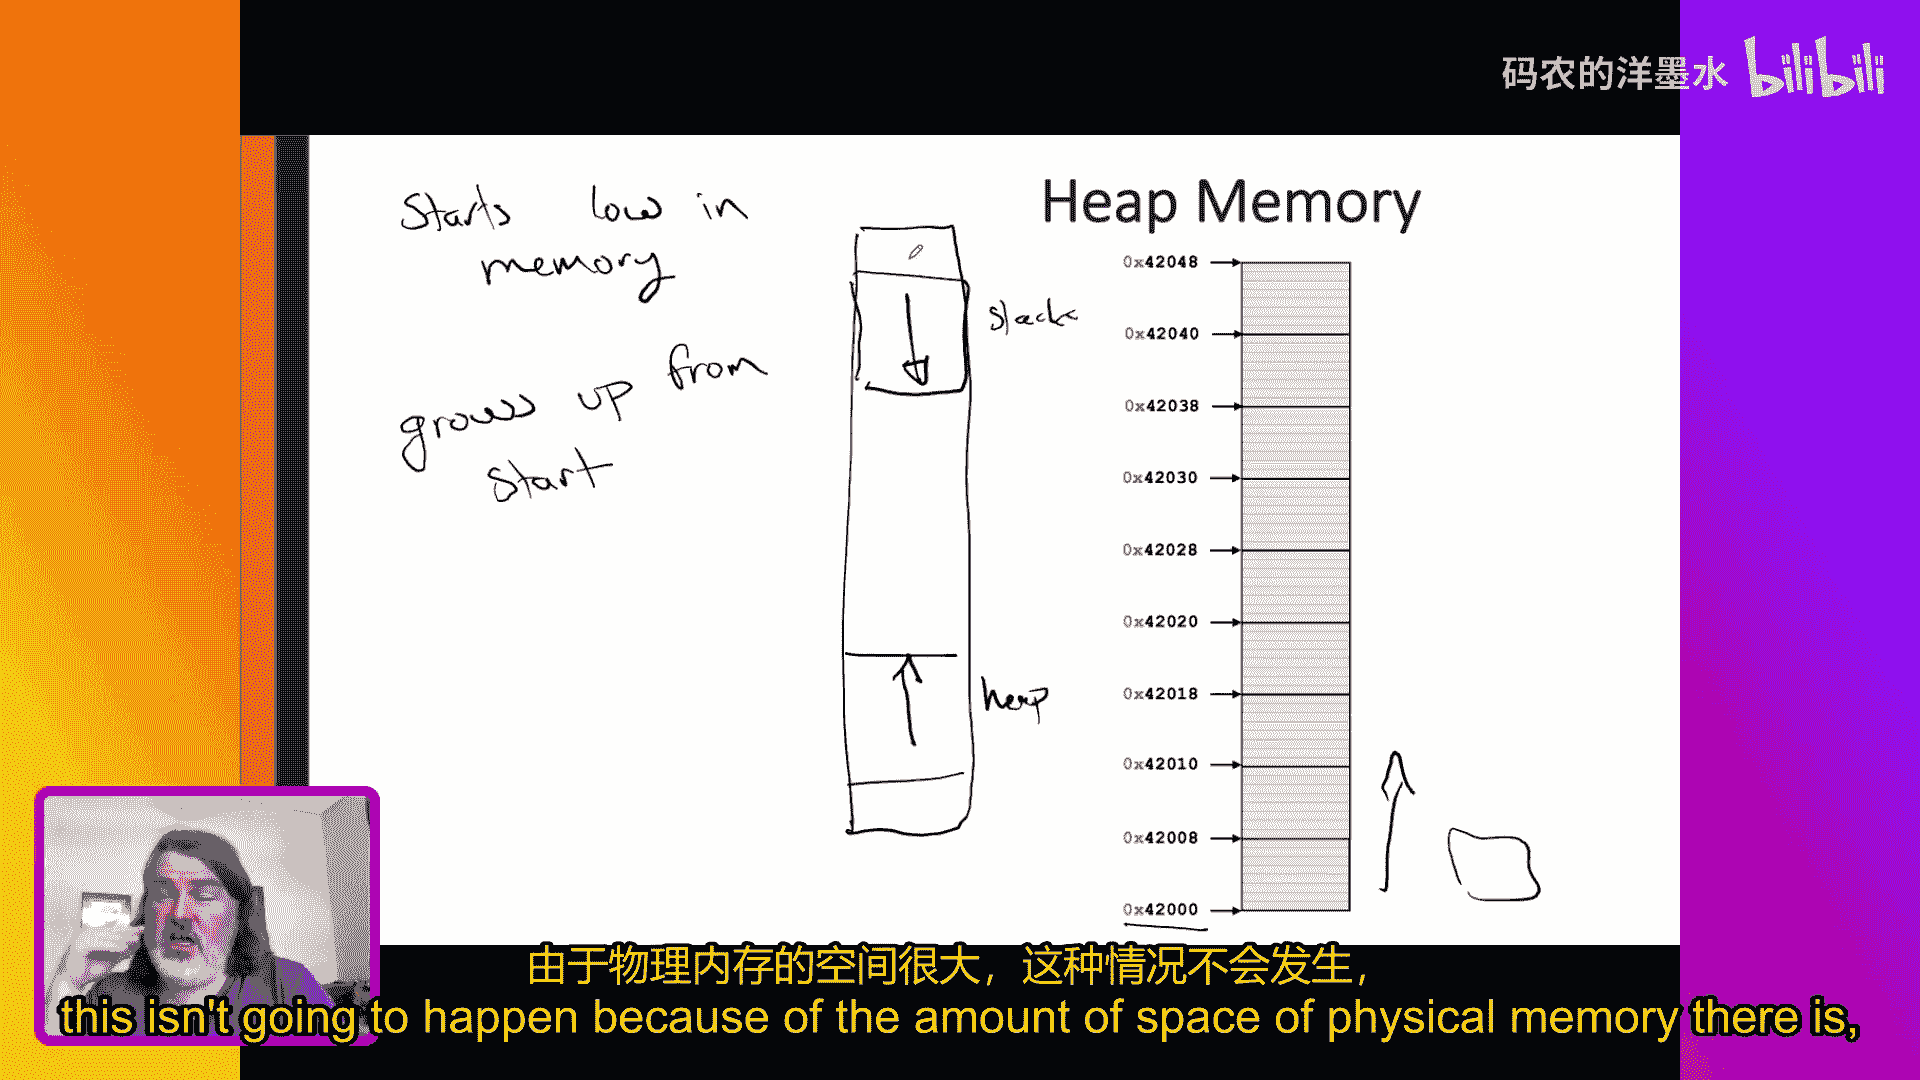 码农的洋墨水 bilibili
Heap Memory
Starts low in
memory
grows up from
start
stack
heap
0x42048
0x42040
0x42038
0x42030
0x42028
0x42020
0x42018
0x42010
0x42008
0x42000
由于物理内存的空间很大，这种情况不会发生，
this isn't going to happen because of the amount of space of physical memory there is,